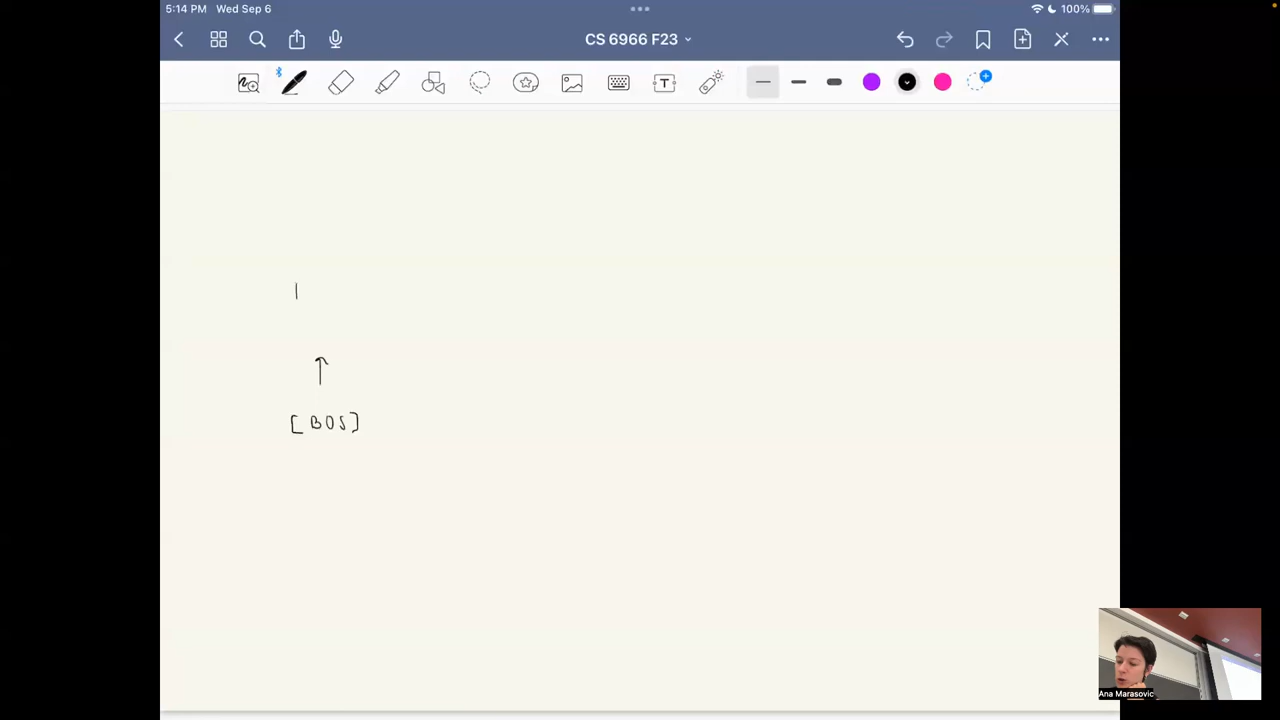 5:14 PM Wed Sep 6
100%
CS 6966 F23
T
[BOS]
Ana Marasovic